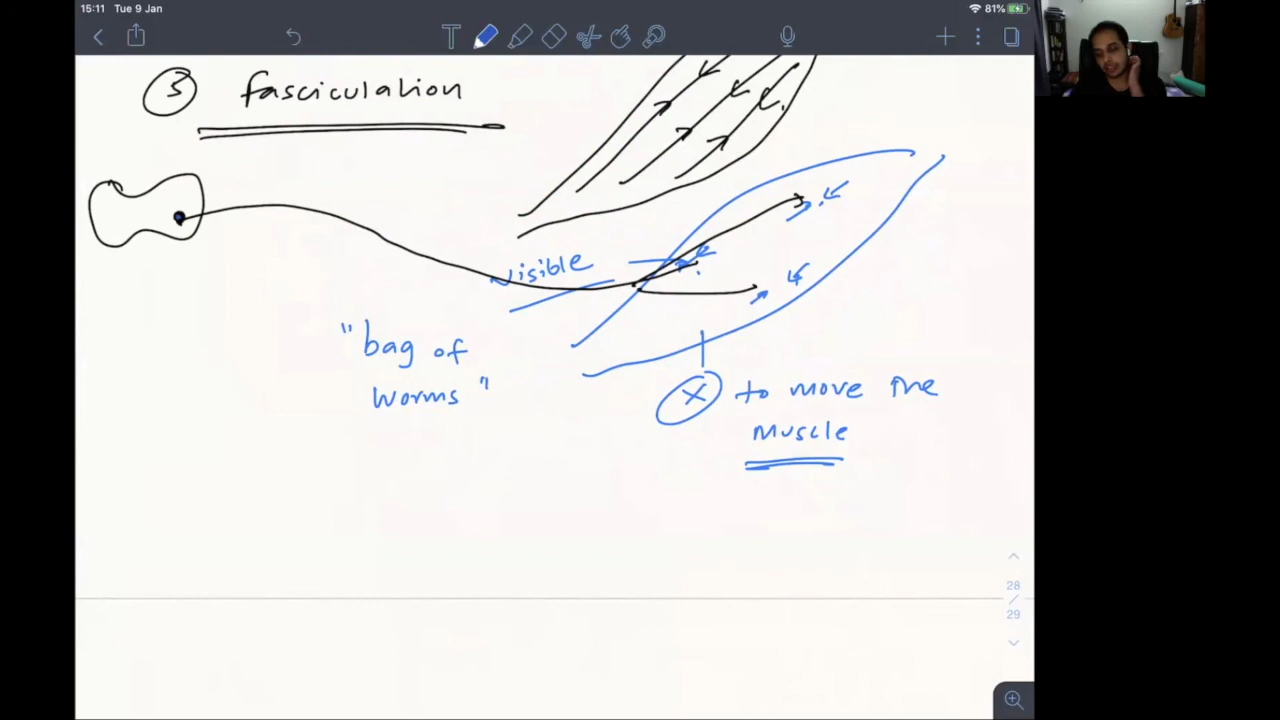 15:11 Tue 9 Jan
81%
T
③ fasciculation
visible
"bag of
worms"
X to move the
muscle
28
/
29